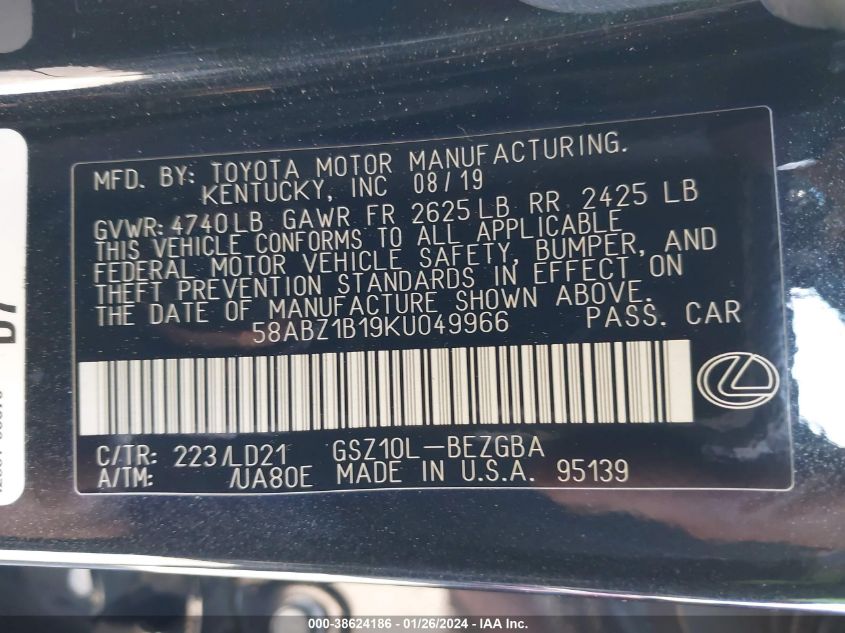 MFD. BY: TOYOTA MOTOR MANUFACTURING.
KENTUCKY, INC 08/19
GVWR: 4740LB GAWR FR 2625LB RR 2425 LB
THIS VEHICLE CONFORMS TO ALL APPLICABLE
FEDERAL MOTOR VEHICLE SAFETY, BUMPER, AND
THEFT PREVENTION STANDARDS IN EFFECT ON
THE DATE OF MANUFACTURE SHOWN ABOVE.
58ABZ1B19KU049966 PASS. CAR
C/TR: 223/LD21 GSZ10L-BEZGBA
A/TM: /UA80E MADE IN U.S.A. 95139
000-38624186 - 01/26/2024 - IAA Inc.